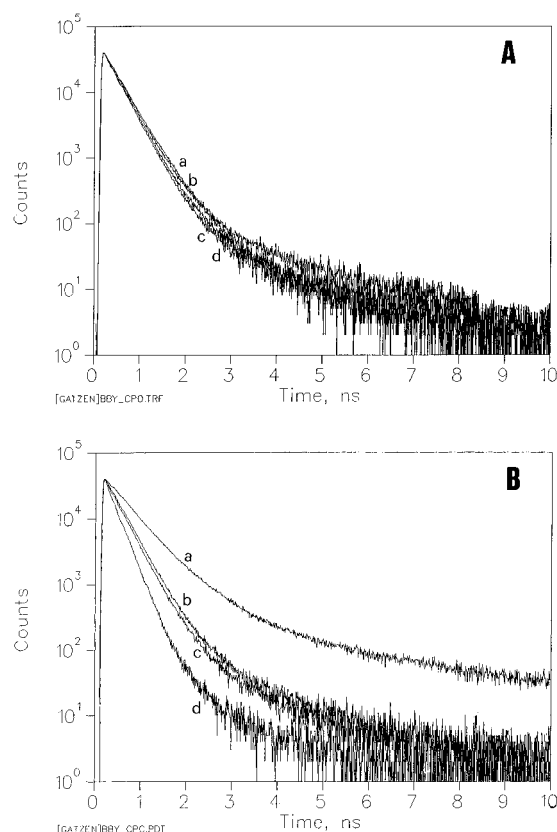 A
10^5
10^4
10^3
10^2
10^1
10^0
Counts
a
b
c
d
0 1 2 3 4 5 6 7 8 9 10
Time, ns
[GATZEN]BBY_CPO.TRF
B
10^5
10^4
10^3
10^2
10^1
10^0
Counts
a
b
c
d
0 1 2 3 4 5 6 7 8 9 10
Time, ns
[GATZEN]BBY_CPC.PDT